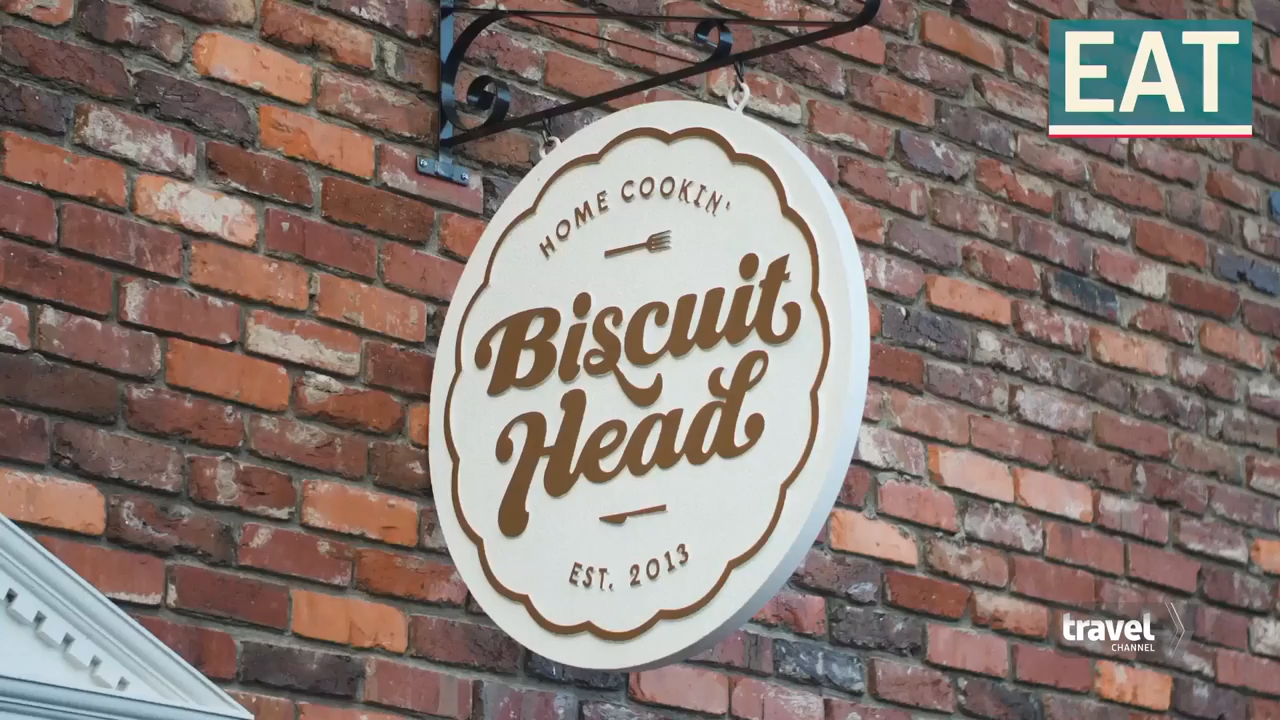 EAT
HOME COOKIN'
Biscuit
Head
EST. 2013
travel
CHANNEL